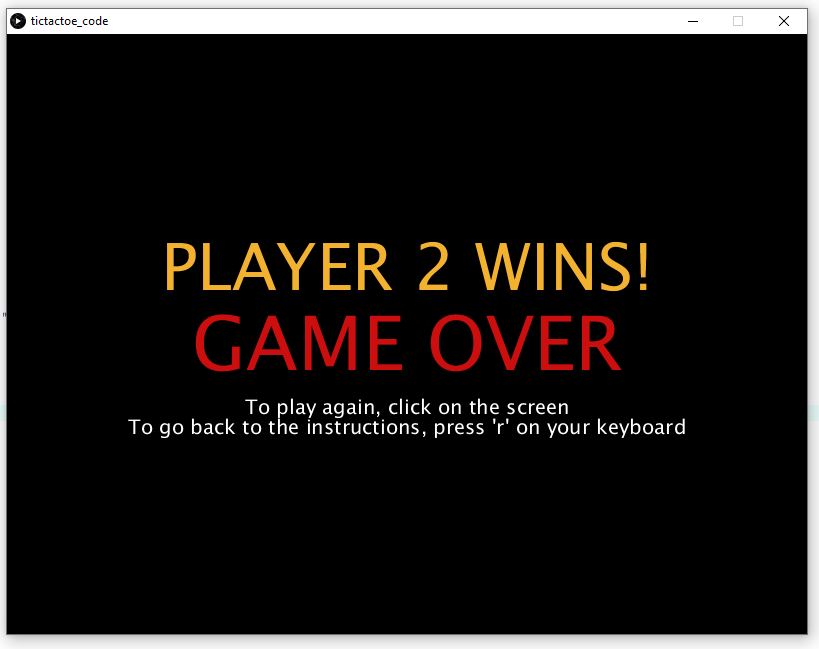 tictactoe_code
PLAYER 2 WINS!
GAME OVER
To play again, click on the screen
To go back to the instructions, press 'r' on your keyboard